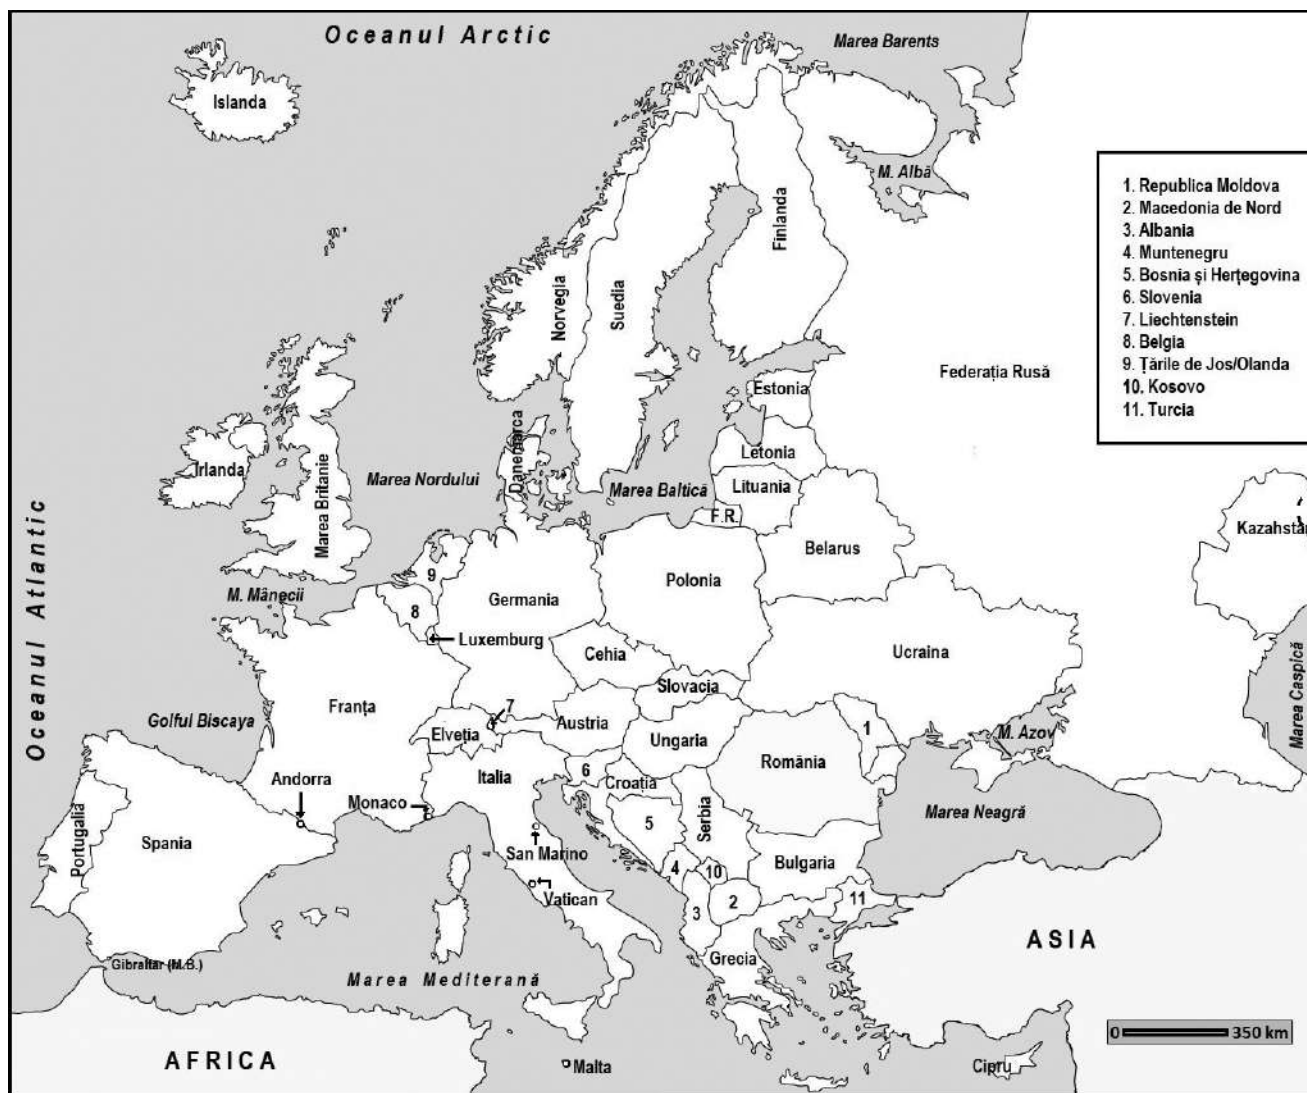 Oceanul Arctic
Marea Barents
Islanda
M. Albă
1. Republica Moldova
2. Macedonia de Nord
3. Albania
4. Muntenegru
5. Bosnia și Herțegovina
6. Slovenia
7. Liechtenstein
8. Belgia
9. Țările de Jos/Olanda
10. Kosovo
11. Turcia
Finlanda
Norvegia
Suedia
Federația Rusă
Estonia
Danemarca
Letonia
Irlanda
Marea Britanie
Marea Nordului
Marea Baltică
Lituania
F.R.
Oceanul Atlantic
Kazahstan
Belarus
9
Polonia
M. Mânecii
8
Germania
Luxemburg
Cehia
Ucraina
Slovacia
Marea Caspică
Franța
7
Golful Biscaya
Elveția
Austria
Ungaria
1
M. Azov
Italia
6
Croația
România
Andorra
Monaco
Serbia
Marea Neagră
5
Portugalia
Spania
San Marino
4
10
Bulgaria
Vatican
3
2
11
ASIA
Gibraltar (M.B.)
Grecia
Marea Mediterană
0
350 km
AFRICA
Malta
Cipru